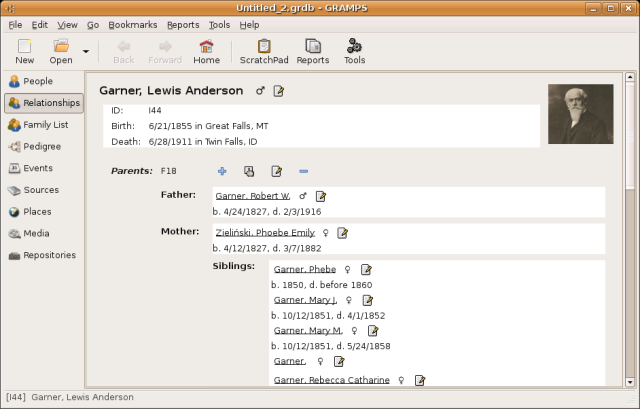 Untitled_2.grdb - GRAMPS
File Edit View Go Bookmarks Reports Tools Help
New Open Back Forward Home ScratchPad Reports Tools
People
Relationships
Family List
Pedigree
Events
Sources
Places
Media
Repositories
Garner, Lewis Anderson ♂
ID: I44
Birth: 6/21/1855 in Great Falls, MT
Death: 6/28/1911 in Twin Falls, ID
Parents: F18
Father: Garner, Robert W. ♂
b. 4/24/1827, d. 2/3/1916
Mother: Zieliński, Phoebe Emily ♀
b. 4/12/1827, d. 3/7/1882
Siblings: Garner, Phebe ♀
b. 1850, d. before 1860
Garner, Mary J. ♀
b. 10/12/1851, d. 4/1/1852
Garner, Mary M. ♀
b. 10/12/1851, d. 5/24/1858
Garner, ♀
Garner, Rebecca Catharine ♀
[I44] Garner, Lewis Anderson